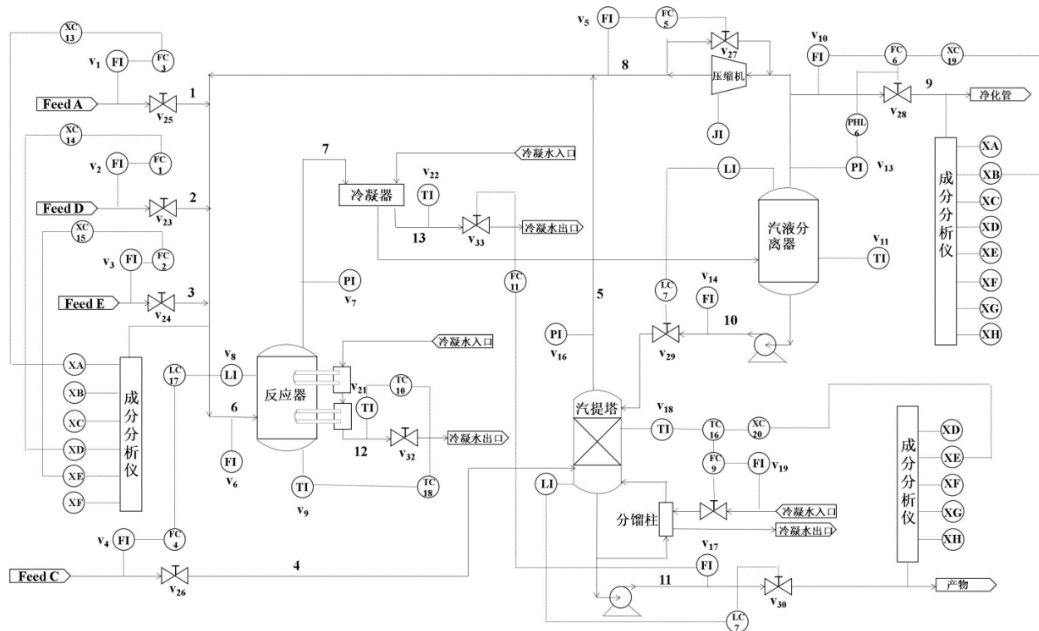 XC 13
v5
FI
FC 5
v10
FI
FC 6
XC 19
v1
FI
FC 3
v27
8
压缩机
9
净化管
Feed A
1
v25
v28
XC 14
JI
PHL 6
v2
FI
FC 1
7
冷凝水入口
v22
TI
LI
PI
v13
冷凝器
Feed D
2
v23
XC 15
13
v33
冷凝水出口
汽液分离器
v11
TI
成分分析仪
XA
XB
XC
XD
XE
XF
XG
XH
v3
FI
FC 2
Feed E
3
v24
PI
v7
FC 11
5
LC 7
v14
FI
10
v29
PI
v16
冷凝水入口
v8
LI
LC 17
反应器
v21
TC 10
TI
6
12
v32
冷凝水出口
FI
v6
TI
v9
TC 18
XA
XB
XC
XD
XE
XF
成分分析仪
汽提塔
v18
TI
TC 16
XC 20
LI
FC 9
FI
v19
分馏柱
冷凝水入口
冷凝水出口
成分分析仪
XD
XE
XF
XG
XH
v4
FI
FC 4
Feed C
4
v26
v17
FI
11
LC 7
v30
产物